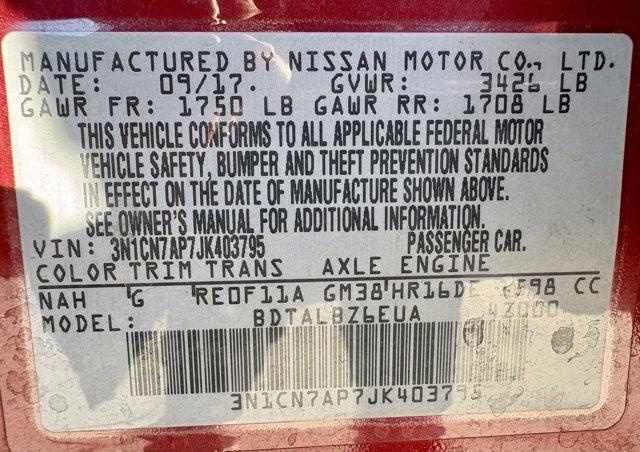 MANUFACTURED BY NISSAN MOTOR CO., LTD.
DATE: 09/17. GVWR: 3426 LB
GAWR FR: 1750 LB GAWR RR: 1708 LB
THIS VEHICLE CONFORMS TO ALL APPLICABLE FEDERAL MOTOR
VEHICLE SAFETY, BUMPER AND THEFT PREVENTION STANDARDS
IN EFFECT ON THE DATE OF MANUFACTURE SHOWN ABOVE.
SEE OWNER'S MANUAL FOR ADDITIONAL INFORMATION.
VIN: 3N1CN7AP7JK403795 PASSENGER CAR.
COLOR TRIM TRANS AXLE ENGINE
NAH G RE0F11A GM38 HR16DE 1598 CC
MODEL: BDTALBZ6EUA 4Z000
3N1CN7AP7JK403795